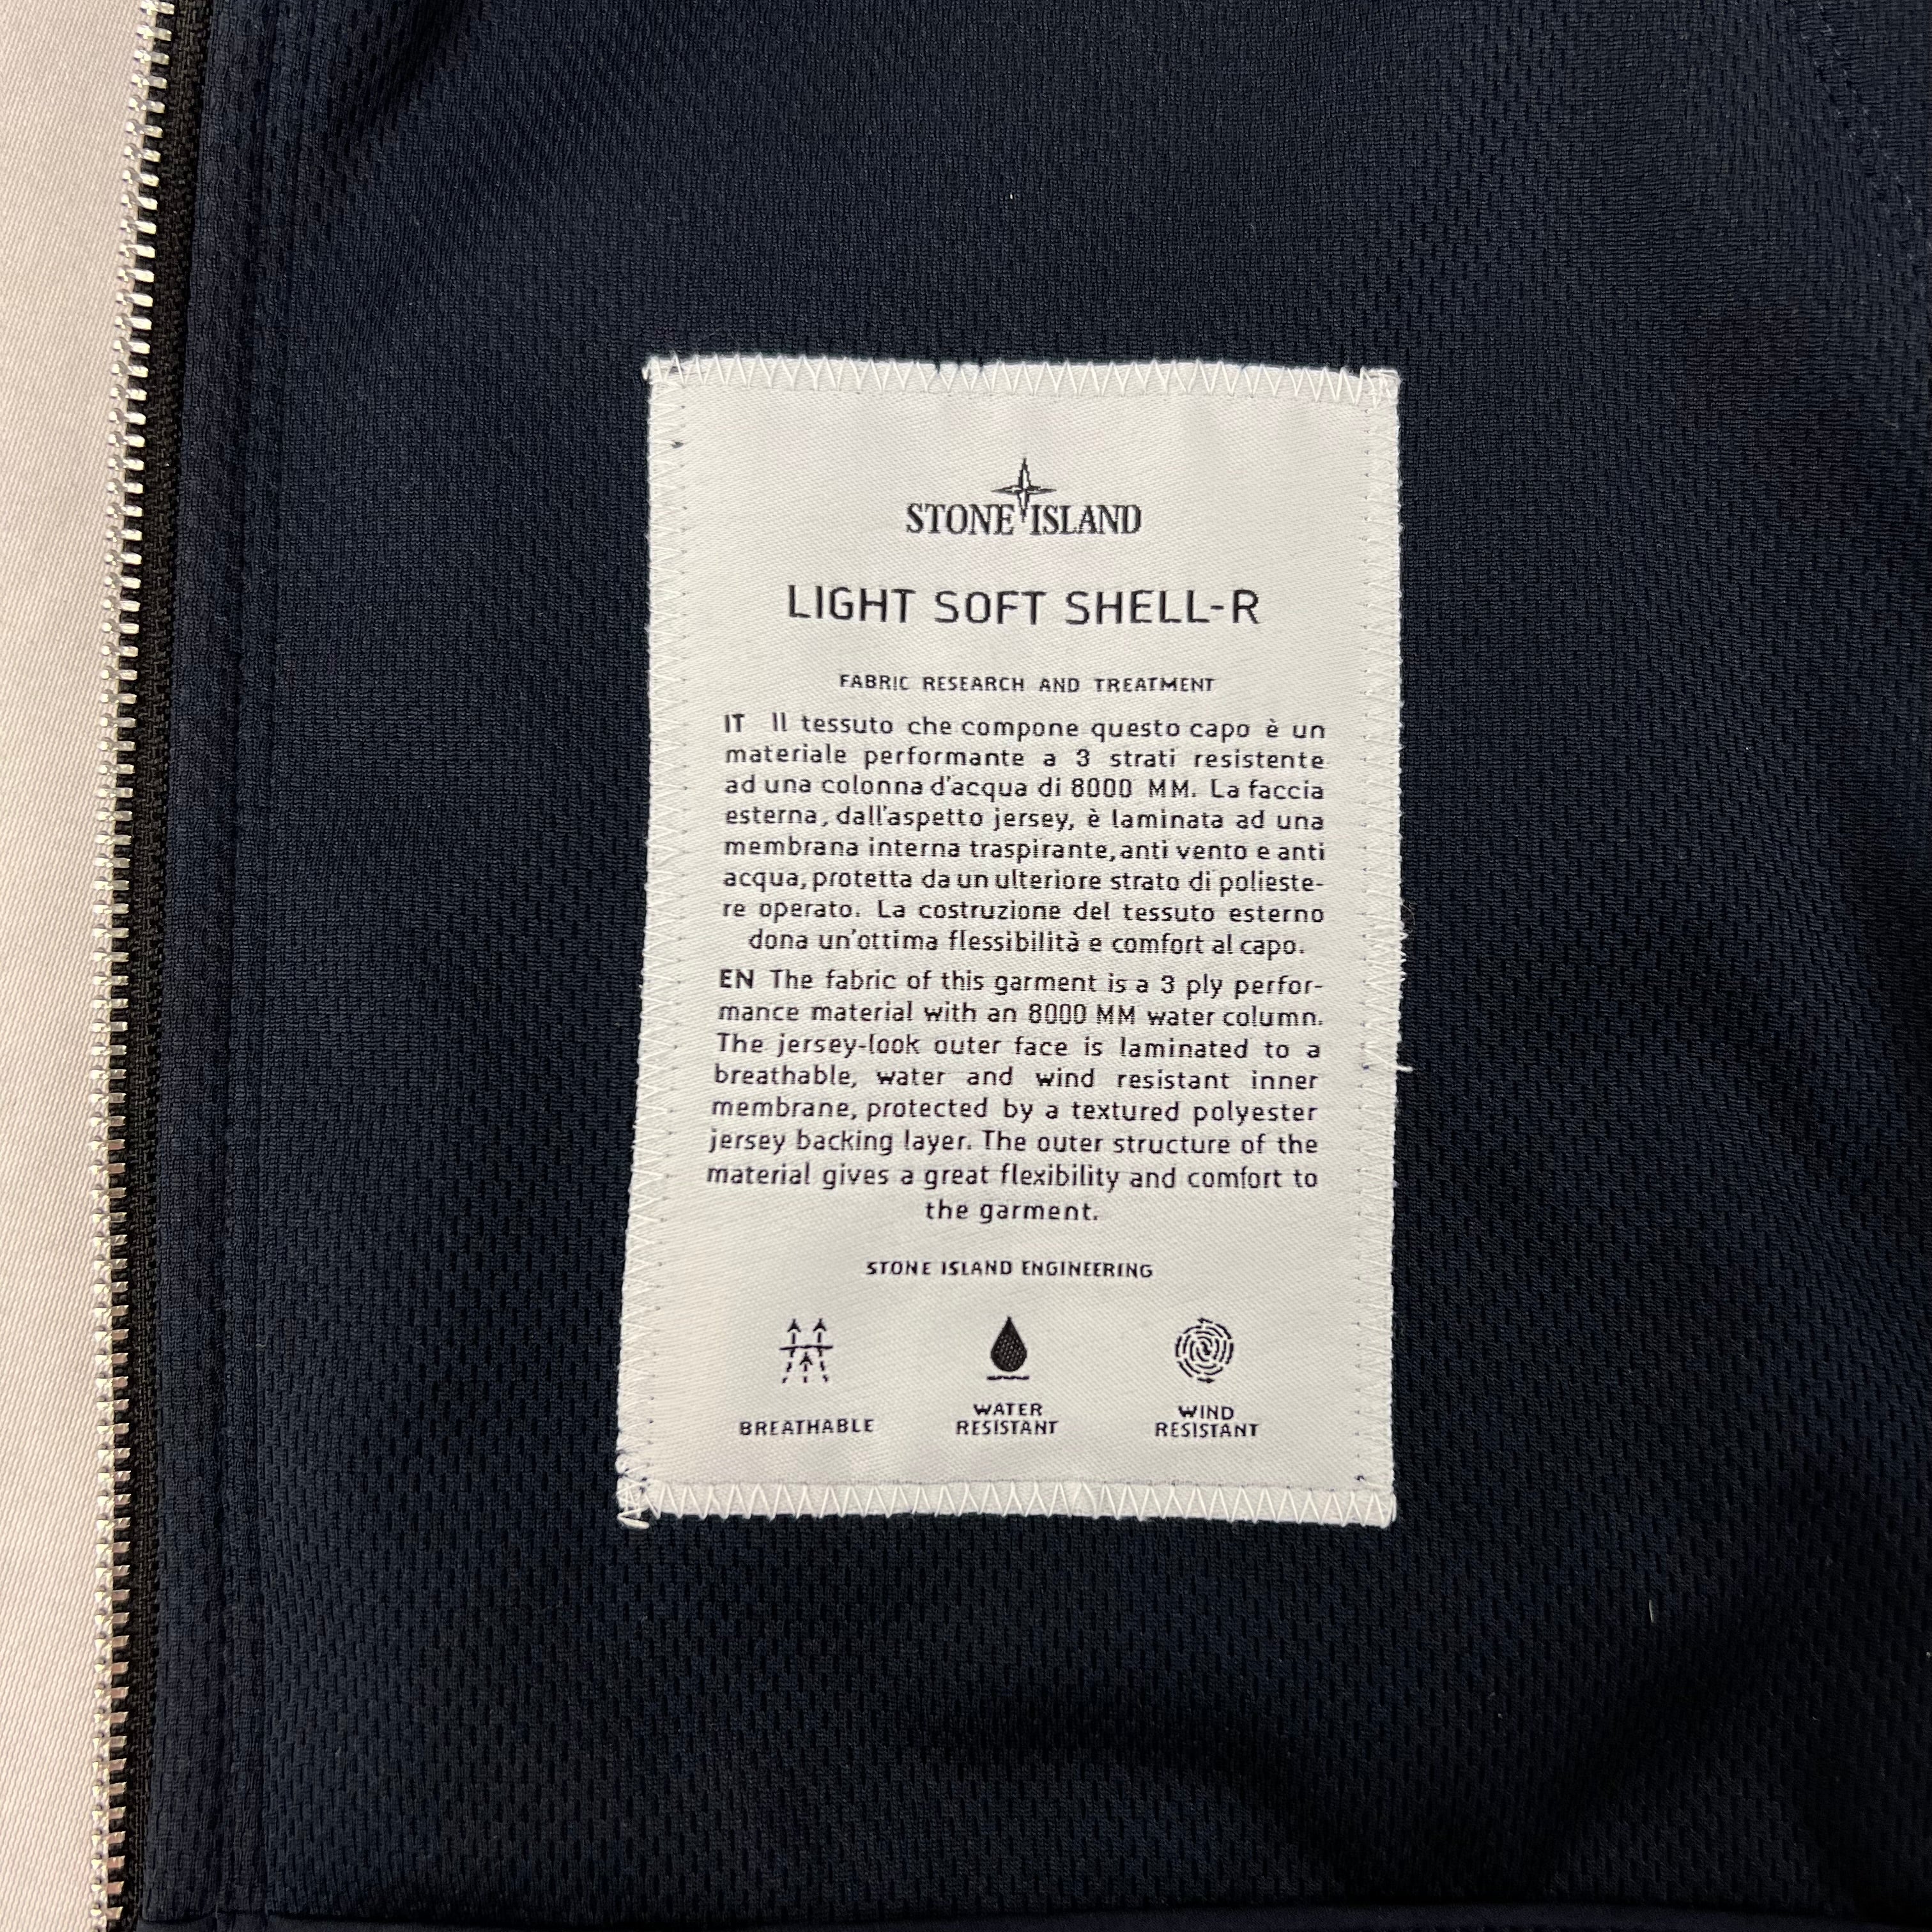 STONE ISLAND
LIGHT SOFT SHELL-R
FABRIC RESEARCH AND TREATMENT
IT Il tessuto che compone questo capo è un
materiale performante a 3 strati resistente
ad una colonna d'acqua di 8000 MM. La faccia
esterna, dall'aspetto jersey, è laminata ad una
membrana interna traspirante, anti vento e anti
acqua, protetta da un ulteriore strato di polieste-
re operato. La costruzione del tessuto esterno
dona un'ottima flessibilità e comfort al capo.
EN The fabric of this garment is a 3 ply perfor-
mance material with an 8000 MM water column.
The jersey-look outer face is laminated to a
breathable, water and wind resistant inner
membrane, protected by a textured polyester
jersey backing layer. The outer structure of the
material gives a great flexibility and comfort to
the garment.
STONE ISLAND ENGINEERING
BREATHABLE
WATER
RESISTANT
WIND
RESISTANT